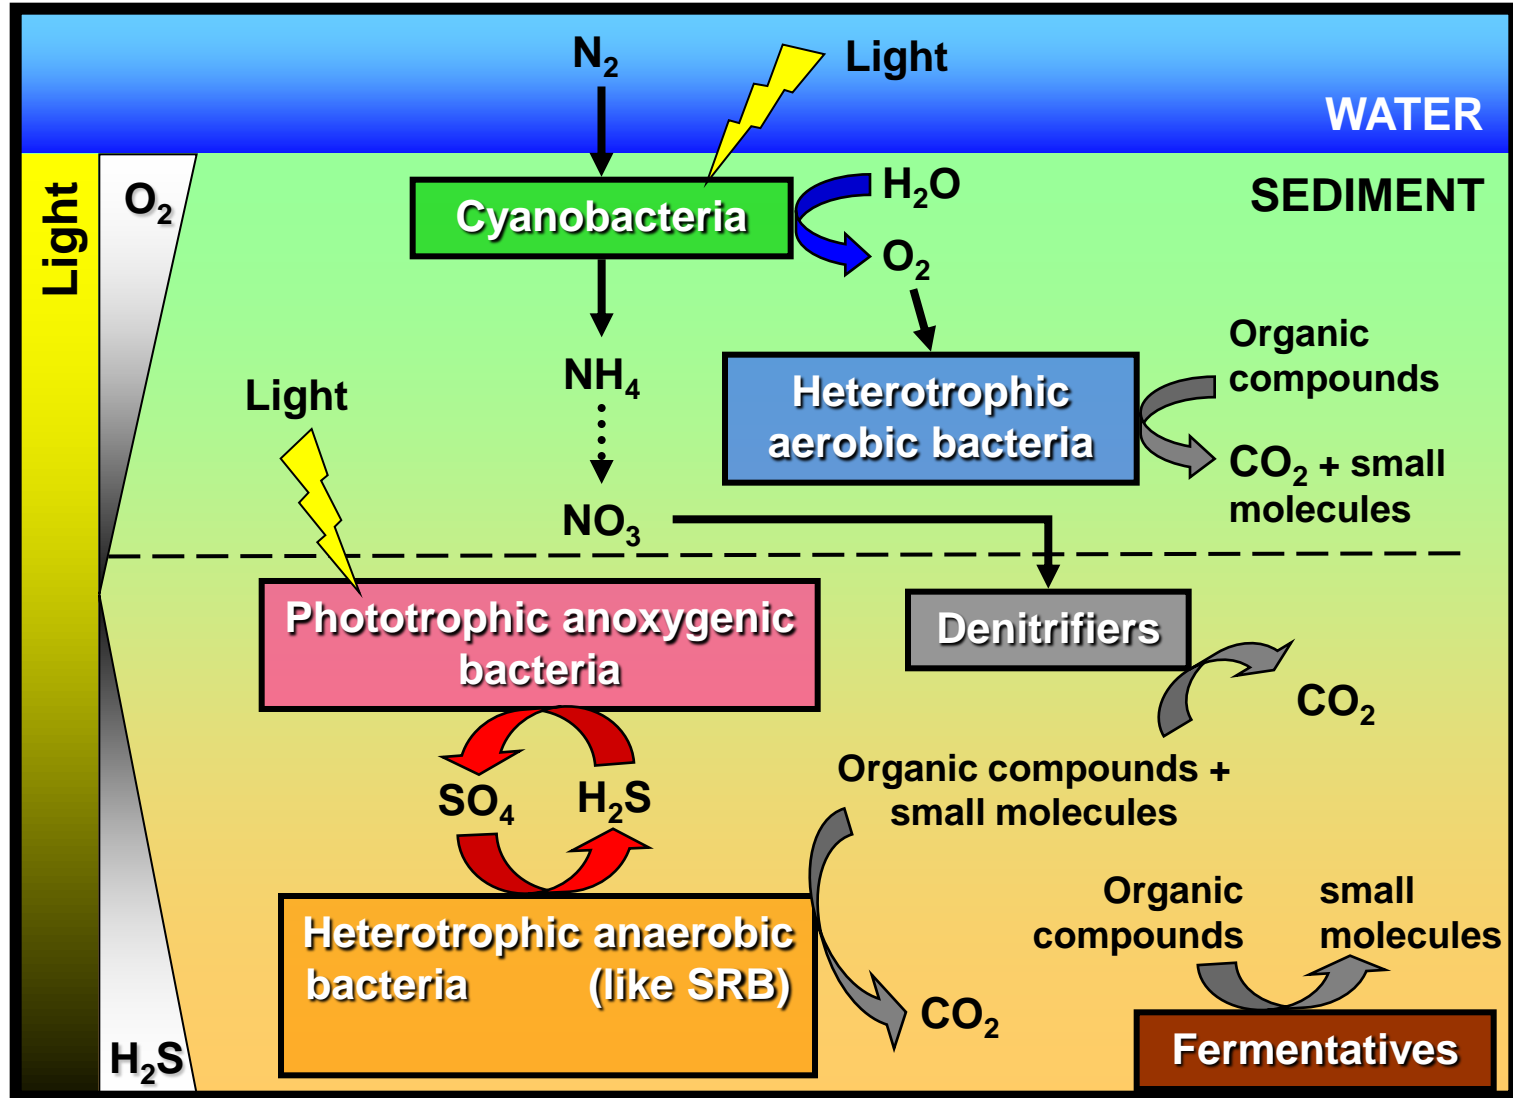 N₂
Light
WATER
Light
O₂
Cyanobacteria
H₂O
SEDIMENT
O₂
NH₄
Light
Heterotrophic
aerobic bacteria
Organic
compounds
CO₂ + small
molecules
NO₃
Phototrophic anoxygenic
bacteria
Denitrifiers
CO₂
SO₄
H₂S
Organic compounds +
small molecules
Organic
compounds
small
molecules
Heterotrophic anaerobic
bacteria (like SRB)
CO₂
Fermentatives
H₂S